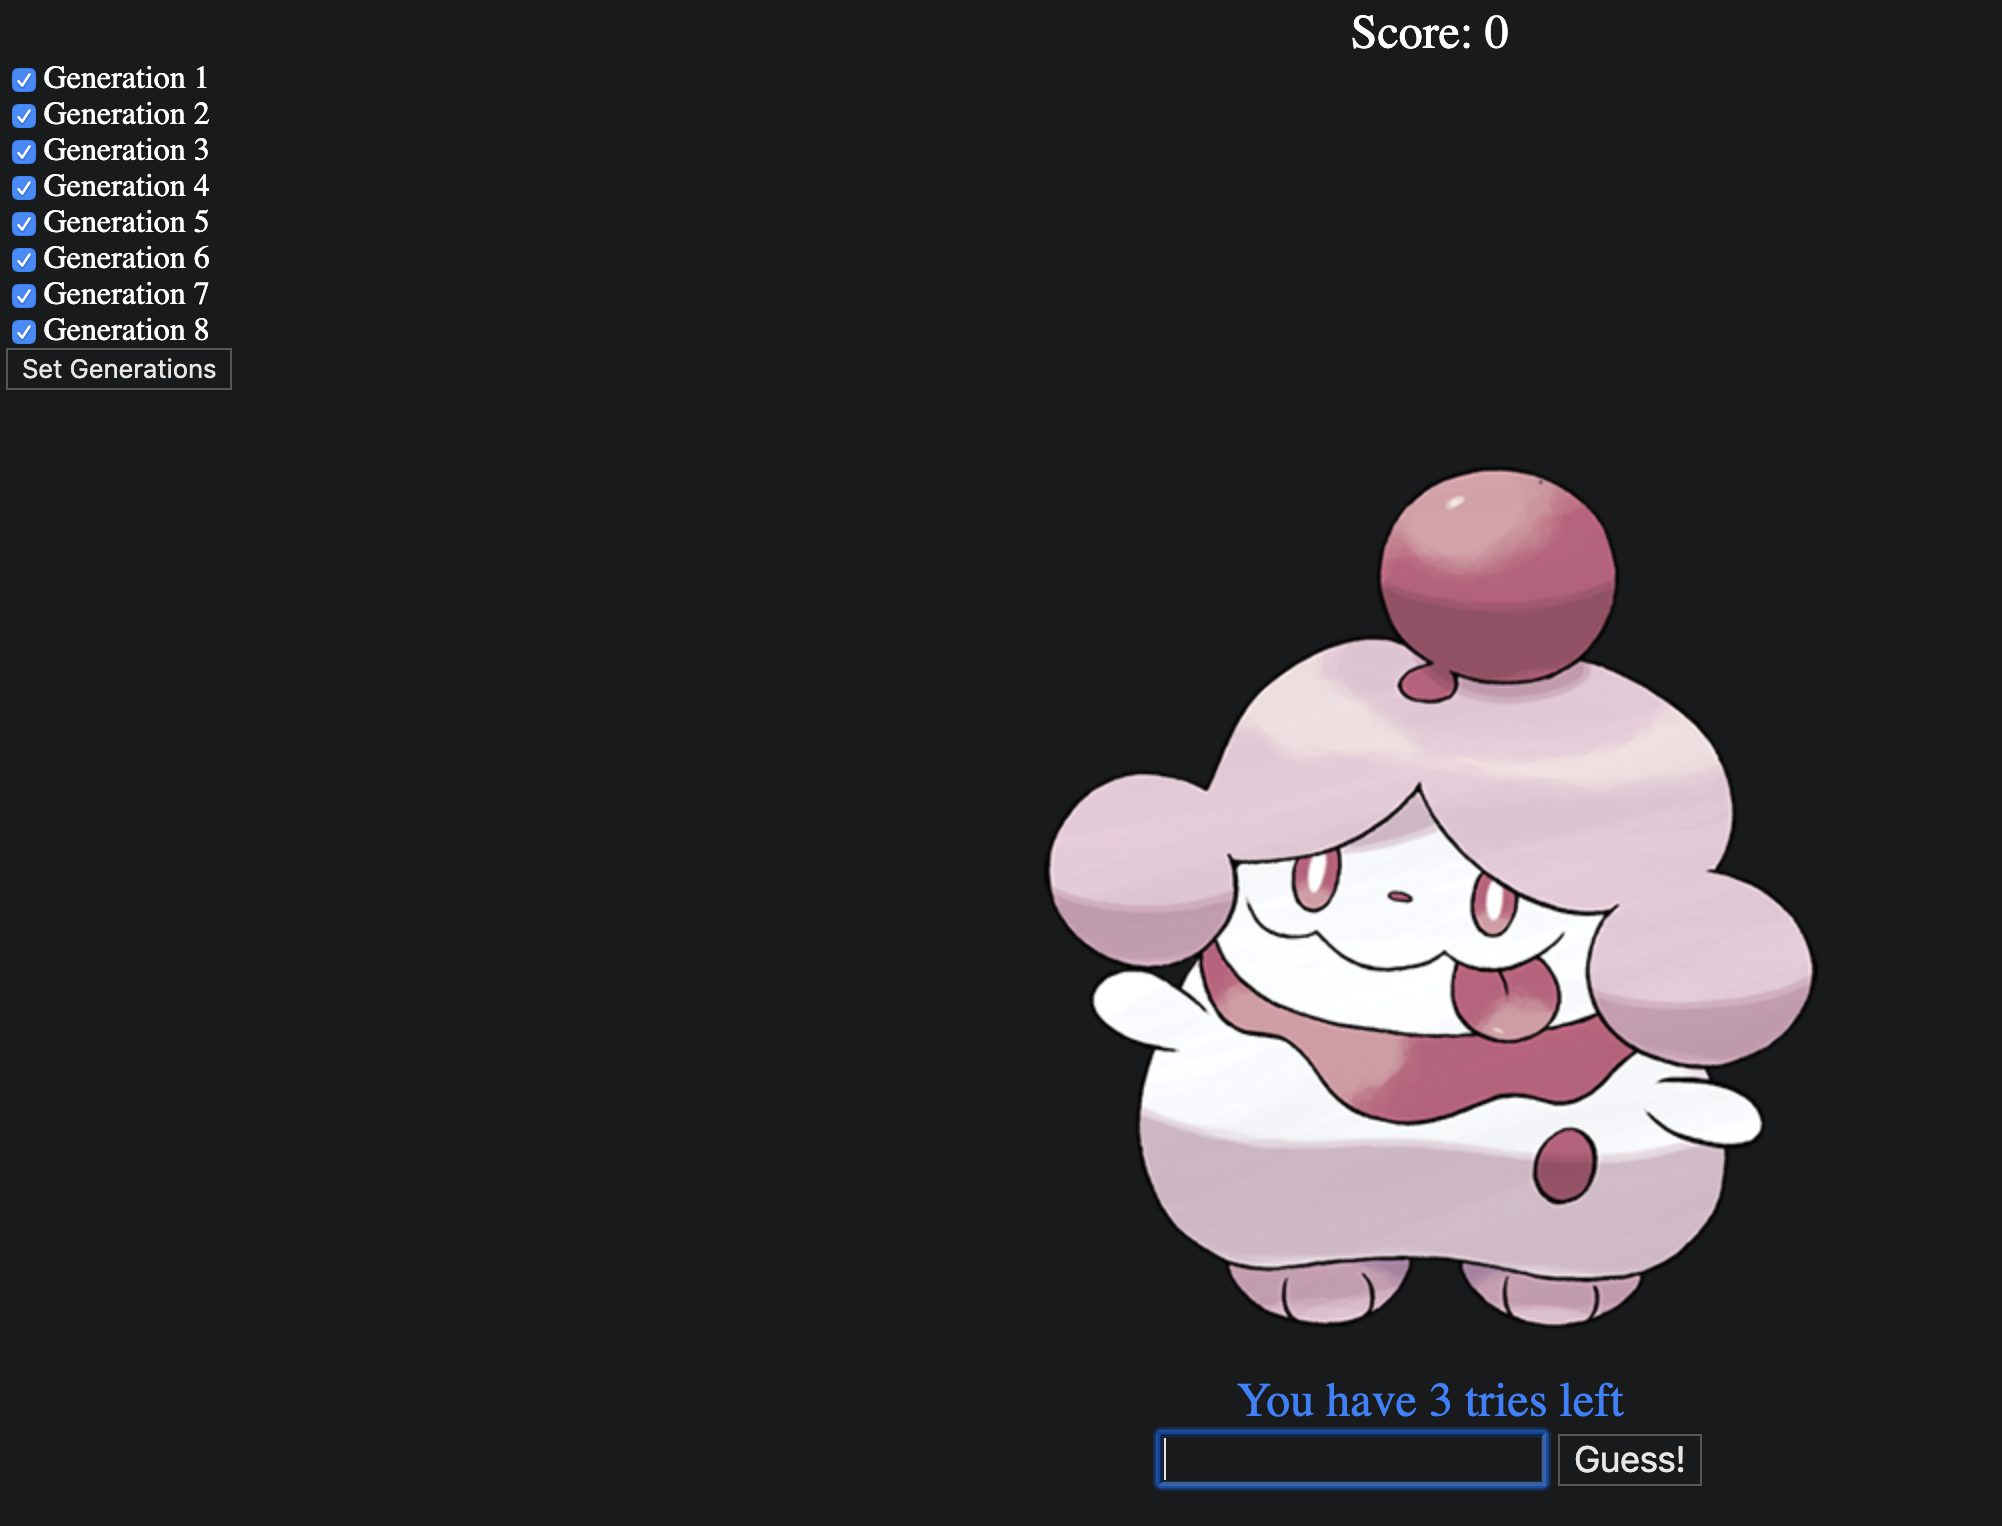 Score: 0
Generation 1
Generation 2
Generation 3
Generation 4
Generation 5
Generation 6
Generation 7
Generation 8
Set Generations
You have 3 tries left
Guess!